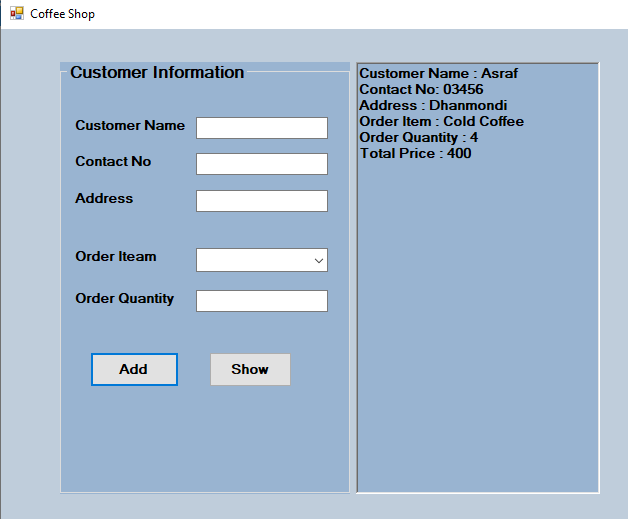 Coffee Shop
Customer Information
Customer Name
Contact No
Address
Order Iteam
Order Quantity
Add
Show
Customer Name : Asraf
Contact No: 03456
Address : Dhanmondi
Order Item : Cold Coffee
Order Quantity : 4
Total Price : 400